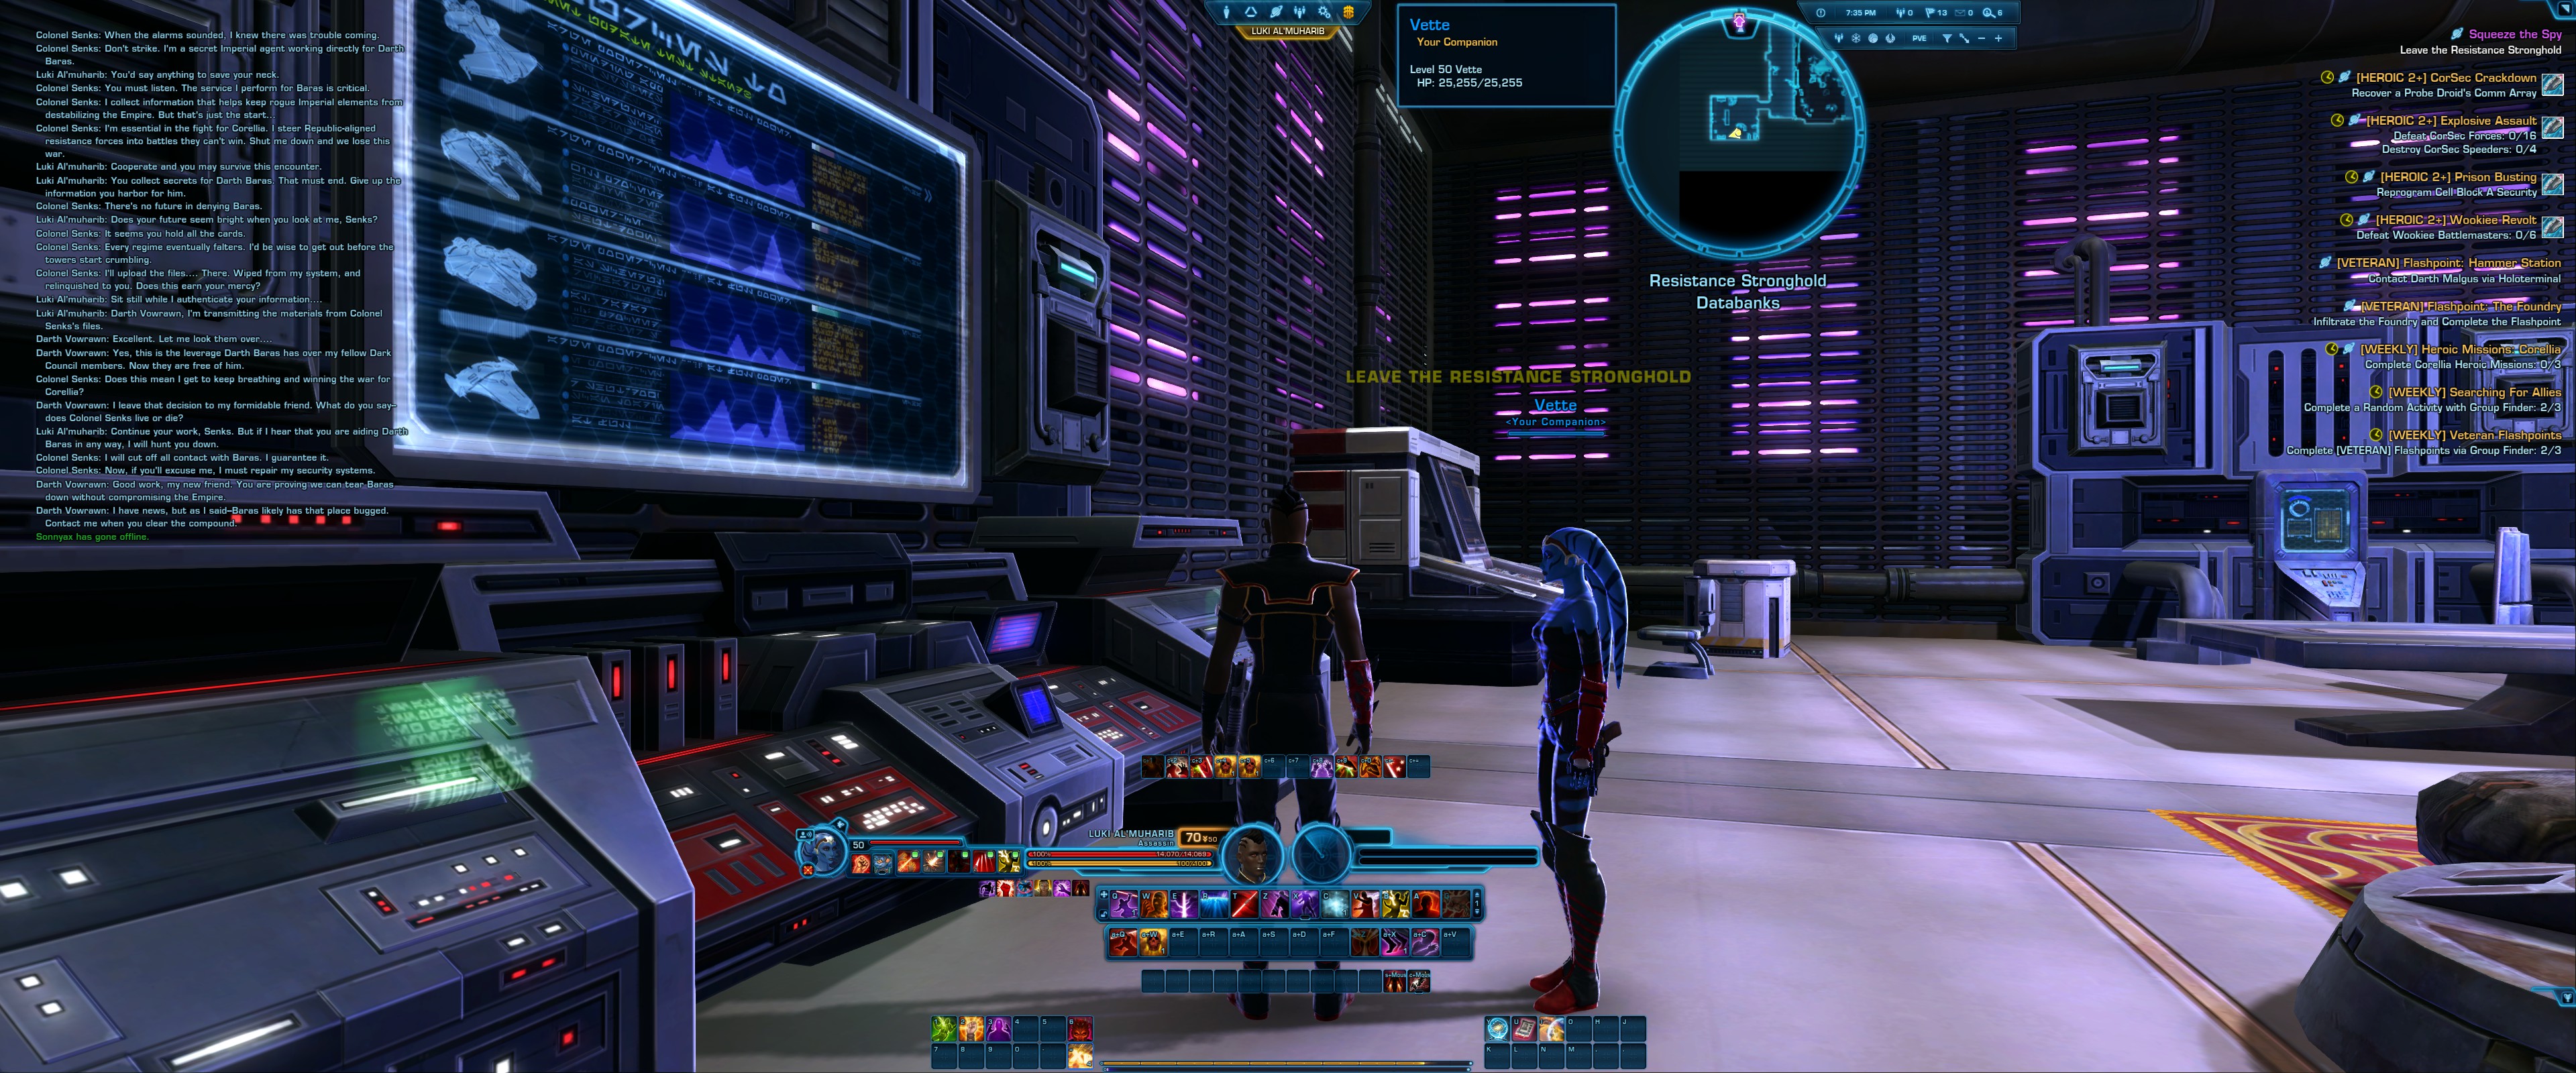 Colonel Senks: When the alarms sounded, I knew there was trouble coming.
Colonel Senks: Don't strike. I'm a secret Imperial agent working directly for Darth
Baras.
Luki Al'muharib: You'd say anything to save your neck.
Colonel Senks: You must listen. The service I perform for Baras is critical.
Colonel Senks: I collect information that helps keep rogue Imperial elements from
destabilizing the Empire. But that's just the start...
Colonel Senks: I'm essential in the fight for Corellia. I steer Republic-aligned
resistance forces into battles they can't win. Shut me down and we lose this
war.
Luki Al'muharib: Cooperate and you may survive this encounter.
Luki Al'muharib: You collect secrets for Darth Baras. That must end. Give up the
information you harbor for him.
Colonel Senks: There's no future in denying Baras.
Luki Al'muharib: Does your future seem bright when you look at me, Senks?
Colonel Senks: It seems you hold all the cards.
Colonel Senks: Every regime eventually falters. I'd be wise to get out before the
towers start crumbling.
Colonel Senks: I'll upload the files.... There. Wiped from my system, and
relinquished to you. Does this earn your mercy?
Luki Al'muharib: Sit still while I authenticate your information....
Luki Al'muharib: Darth Vowrawn, I'm transmitting the materials from Colonel
Senks's files.
Darth Vowrawn: Excellent. Let me look them over....
Darth Vowrawn: Yes, this is the leverage Darth Baras has over my fellow Dark
Council members. Now they are free of him.
Colonel Senks: Does this mean I get to keep breathing and winning the war for
Corellia?
Darth Vowrawn: I leave that decision to my formidable friend. What do you say–
does Colonel Senks live or die?
Luki Al'muharib: Continue your work, Senks. But if I hear that you are aiding Darth
Baras in any way, I will hunt you down.
Colonel Senks: I will cut off all contact with Baras. I guarantee it.
Colonel Senks: Now, if you'll excuse me, I must repair my security systems.
Darth Vowrawn: Good work, my new friend. You are proving we can tear Baras
down without compromising the Empire.
Darth Vowrawn: I have news, but as I said–Baras likely has that place bugged.
Contact me when you clear the compound.
Sonnyax has gone offline.
LUKI AL'MUHARIB
Vette
Your Companion
Level 50 Vette
HP: 25,255/25,255
Resistance Stronghold
Databanks
7:35 PM
0
13
0
6
PVE
Squeeze the Spy
Leave the Resistance Stronghold
[HEROIC 2+] CorSec Crackdown
Recover a Probe Droid's Comm Array
[HEROIC 2+] Explosive Assault
Defeat CorSec Forces: 0/16
Destroy CorSec Speeders: 0/4
[HEROIC 2+] Prison Busting
Reprogram Cell Block A Security
[HEROIC 2+] Wookiee Revolt
Defeat Wookiee Battlemasters: 0/6
[VETERAN] Flashpoint: Hammer Station
Contact Darth Malgus via Holoterminal
[VETERAN] Flashpoint: The Foundry
Infiltrate the Foundry and Complete the Flashpoint
[WEEKLY] Heroic Missions: Corellia
Complete Corellia Heroic Missions: 0/3
[WEEKLY] Searching For Allies
Complete a Random Activity with Group Finder: 2/3
[WEEKLY] Veteran Flashpoints
Complete [VETERAN] Flashpoints via Group Finder: 2/3
LEAVE THE RESISTANCE STRONGHOLD
Vette
<Your Companion>
c+6 c+7
LUKI AL'MUHARIB
Assassin
70 50
50
100% 14,070/14,069
100% 100/100
Q W E R T Z X C V A
1
a+Q a+W a+E a+R a+A a+S a+D a+F a+X a+C a+V
3 4 5 6
7 8 9 0
U O H J
K L N M